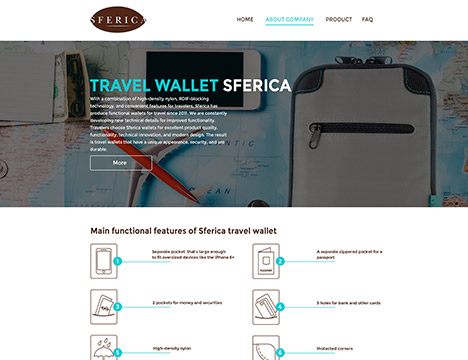 SFERICA
HOME ABOUT COMPANY PRODUCT FAQ
TRAVEL WALLET SFERICA
With a combination of high-density nylon, RDIF-blocking
technology, and convenient features for travelers, Sferica has
produce functional wallets for travel since 2011. We are constantly
developing new technical details for improved functionality.
Travelers choose Sferica wallets for excellent product quality,
functionality, technical innovation, and modern design. The result
is travel wallets that have a unique appearance, security, and are
durable.
More
Main functional features of Sferica travel wallet
1
Separate pocket that's large enough
to fit oversized devices like the iPhone 6+
2
A separate zippered pocket for a
passport
3
2 pockets for money and securities
4
5 holes for bank and other cards
5
High-density nylon
6
Protected corners